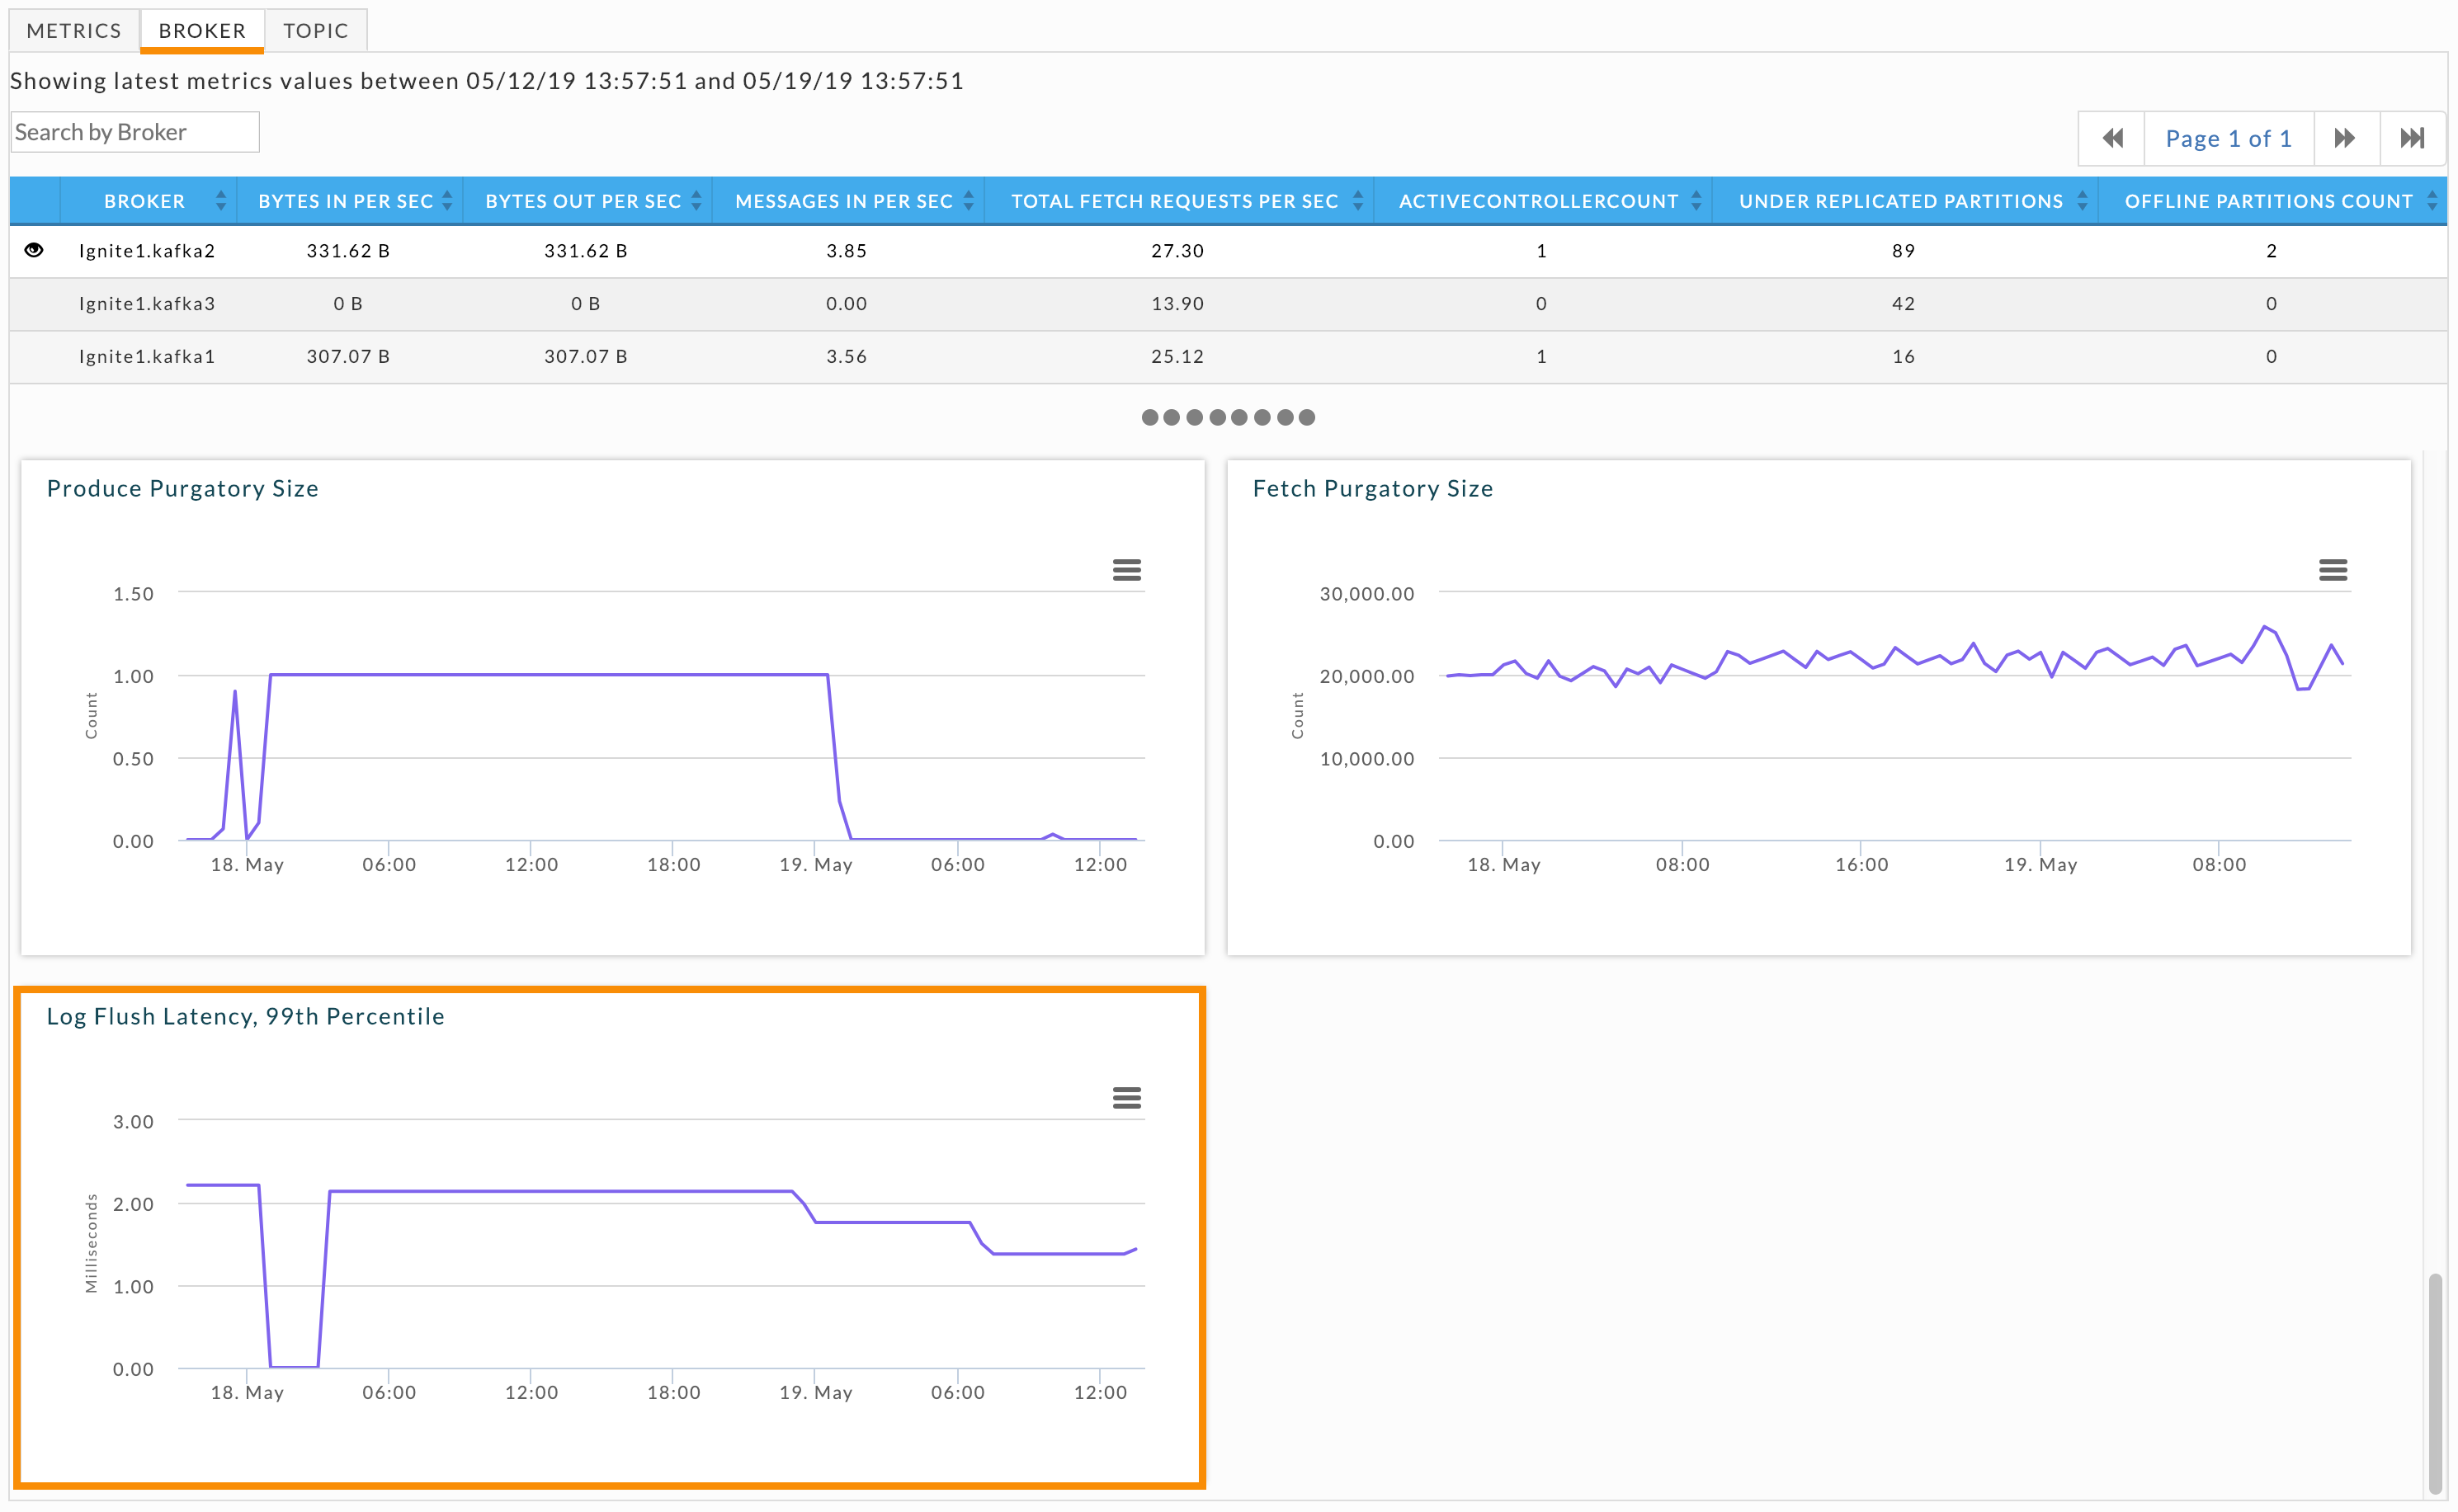 METRICS BROKER TOPIC
Showing latest metrics values between 05/12/19 13:57:51 and 05/19/19 13:57:51
Search by Broker
Page 1 of 1
BROKER BYTES IN PER SEC BYTES OUT PER SEC MESSAGES IN PER SEC TOTAL FETCH REQUESTS PER SEC ACTIVECONTROLLERCOUNT UNDER REPLICATED PARTITIONS OFFLINE PARTITIONS COUNT
Ignite1.kafka2 331.62 B 331.62 B 3.85 27.30 1 89 2
Ignite1.kafka3 0 B 0 B 0.00 13.90 0 42 0
Ignite1.kafka1 307.07 B 307.07 B 3.56 25.12 1 16 0
Produce Purgatory Size
1.50
1.00
0.50
0.00
Count
18. May 06:00 12:00 18:00 19. May 06:00 12:00
Fetch Purgatory Size
30,000.00
20,000.00
10,000.00
0.00
Count
18. May 08:00 16:00 19. May 08:00
Log Flush Latency, 99th Percentile
3.00
2.00
1.00
0.00
Milliseconds
18. May 06:00 12:00 18:00 19. May 06:00 12:00